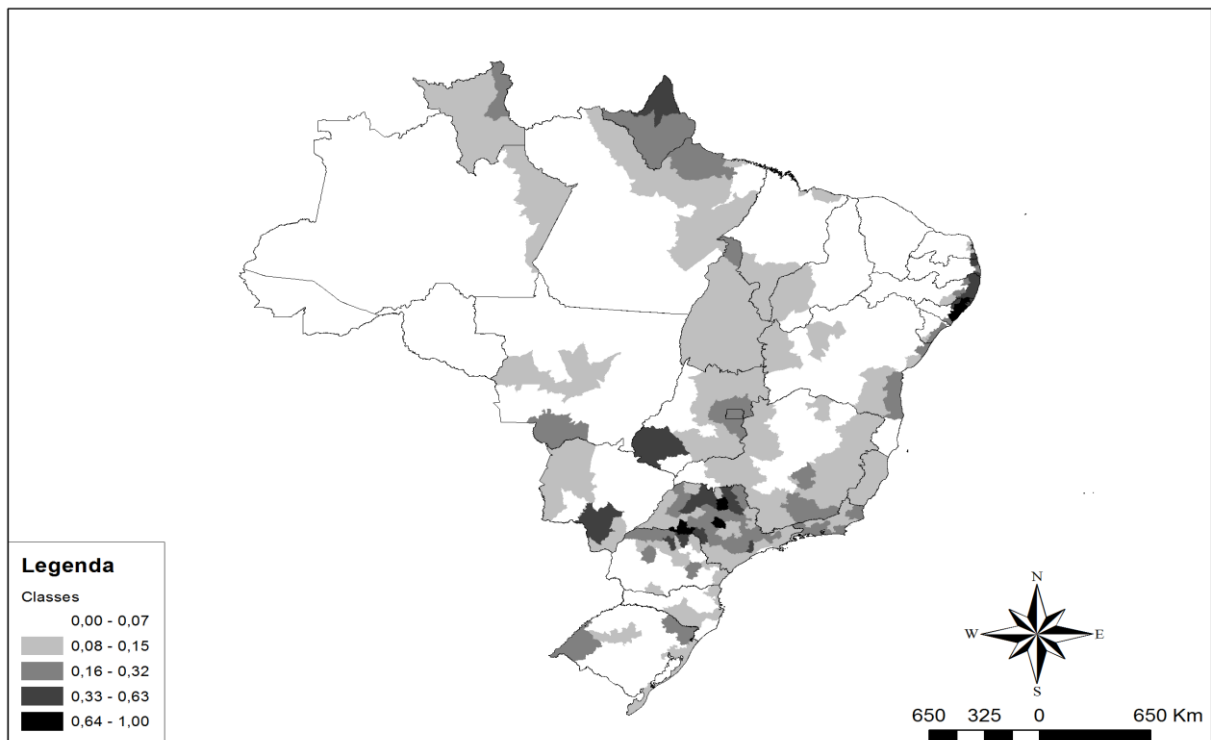 Legenda
Classes
0,00 - 0,07
0,08 - 0,15
0,16 - 0,32
0,33 - 0,63
0,64 - 1,00
N
W E
S
650 325 0 650 Km